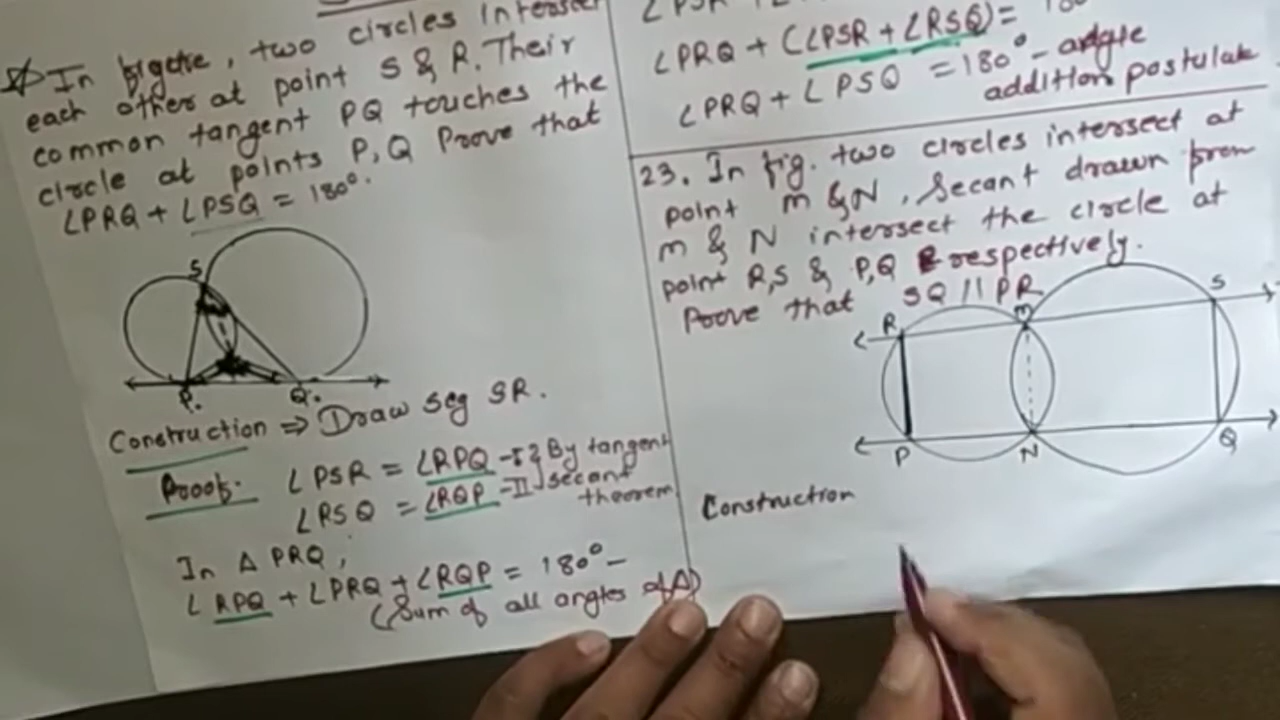 In figure, two circles intersect
each other at point S & R. Their
common tangent PQ touches the
circle at points P, Q Prove that
∠PRQ + ∠PSQ = 180°.
S
P.
Q.
Construction ⇒ Draw seg SR.
Proof:- ∠PSR = ∠RPQ - I } By tangent
∠RSQ = ∠RQP - II } secant
theorem
In Δ PRQ,
∠RPQ + ∠PRQ + ∠RQP = 180° -
(Sum of all angles of Δ)
∠PRQ + (∠PSR + ∠RSQ) = 180
∠PRQ + ∠PSQ = 180° - angle
addition postulate
23. In fig. two circles intersect at
point M & N, Secant drawn from
M & N intersect the circle at
point R,S & P,Q respectively.
Prove that SQ // PR
R
M
S
P
N
Q
Construction